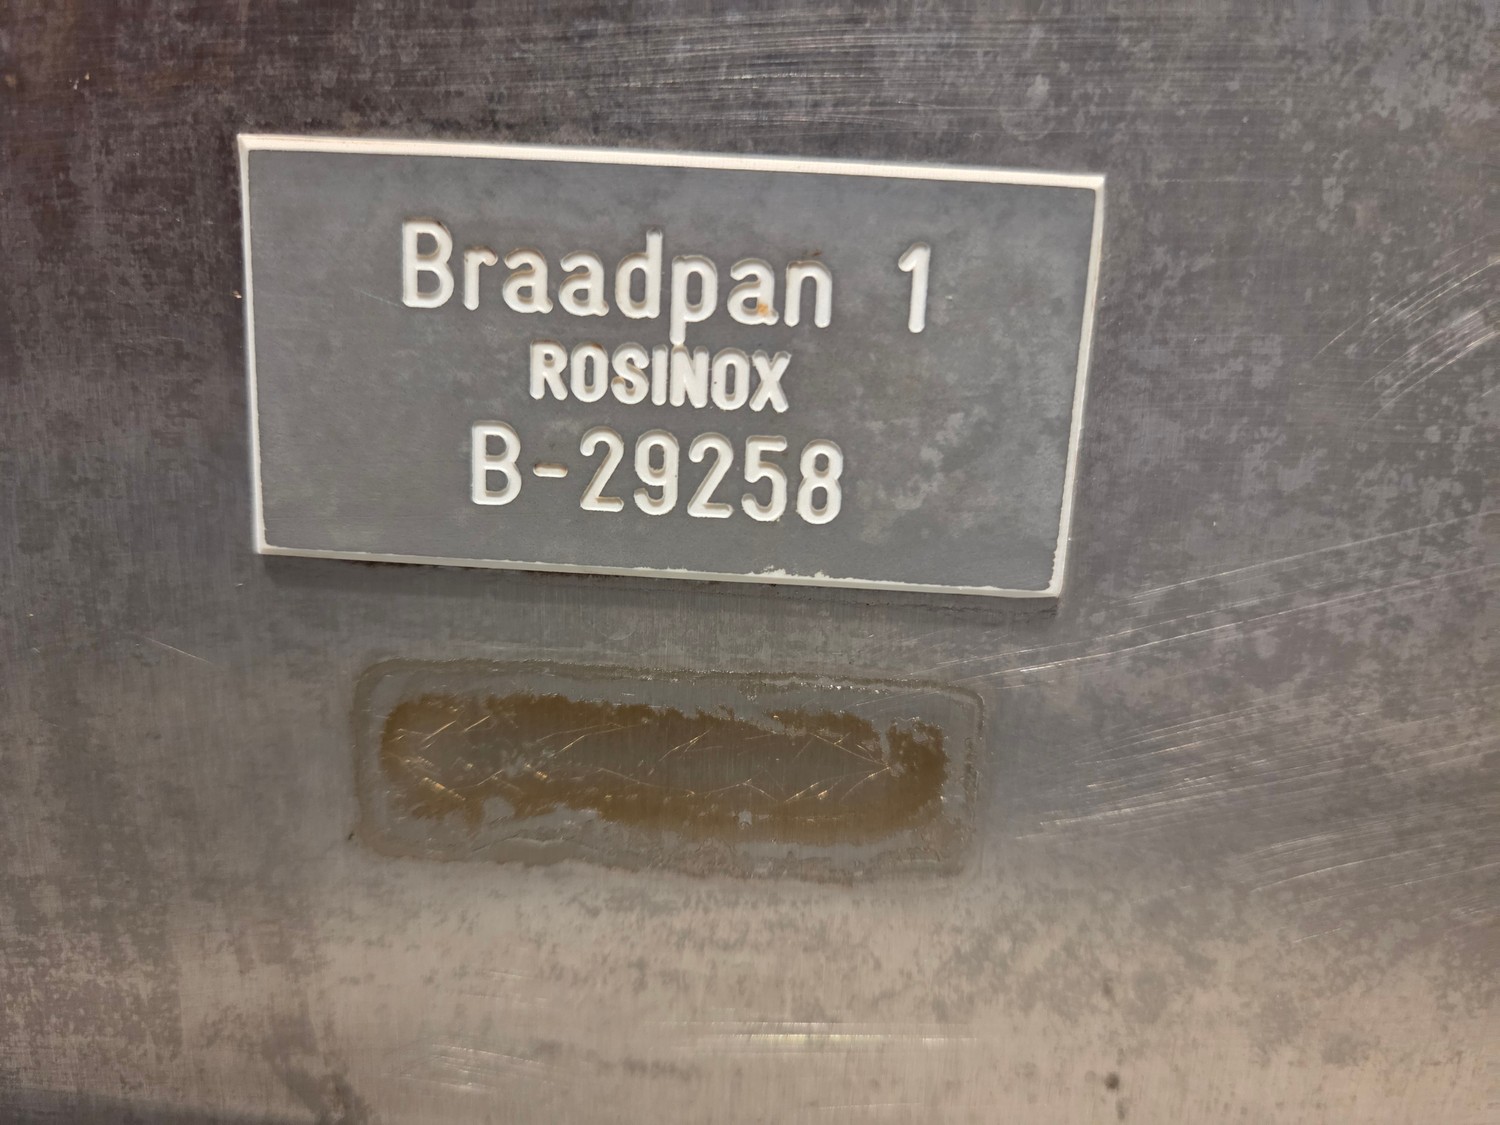 Braadpan 1
ROSINOX
B-29258